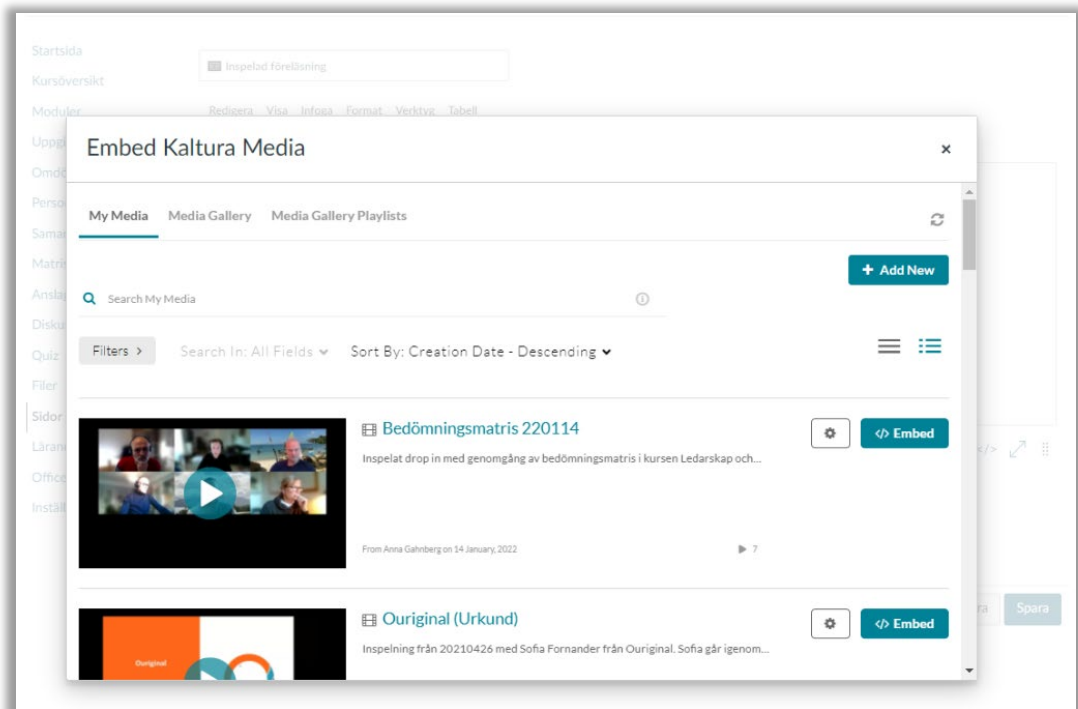 Startsida
Inspelad föreläsning
Kursöversikt
Moduler
Redigera Visa Infoga Format Verktyg Tabell
Embed Kaltura Media
×
My Media Media Gallery Media Gallery Playlists
+ Add New
Search My Media
Filters >
Search In: All Fields
Sort By: Creation Date - Descending
Quiz
Filer
Sidor
Bedömningsmatris 220114
</> Embed
Inspelat drop in med genomgång av bedömningsmatris i kursen Ledarskap och...
</>
Office
From Anna Gahnberg on 14 January, 2022
7
Ouriginal (Urkund)
</> Embed
Spara
Inspelning från 20210426 med Sofia Fornander från Ouriginal. Sofia går igenom...
Ouriginal